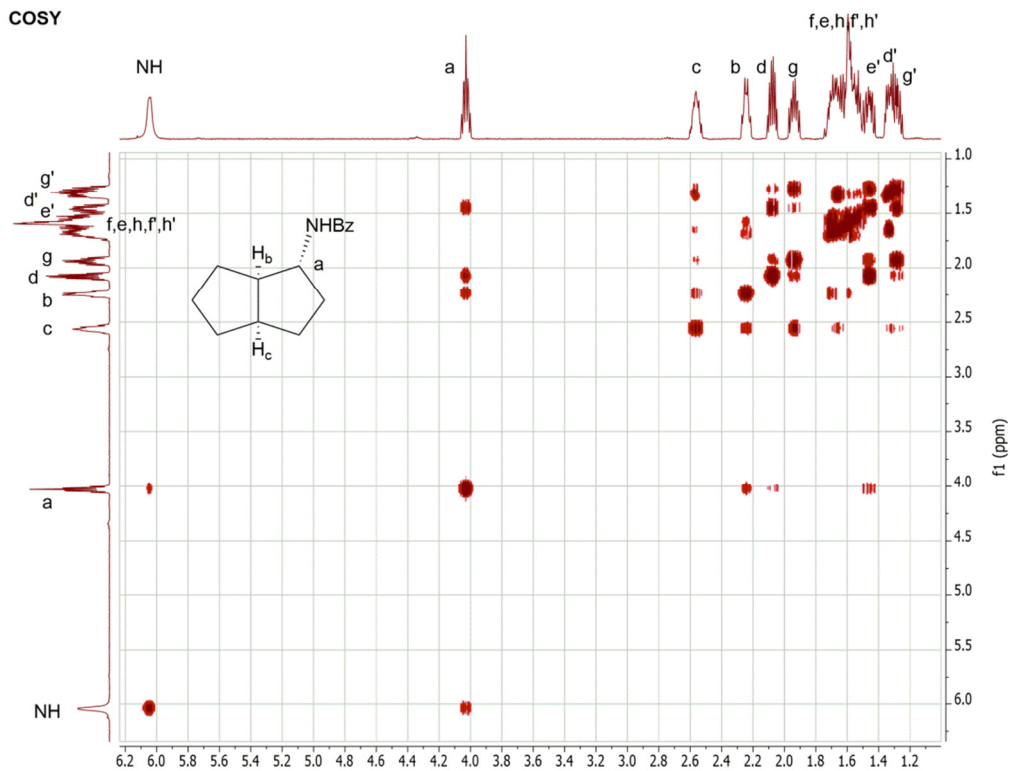 COSY
f,e,h,f',h'
NH
a
c
b
d
g
e'
d'
g'
g'
d'
e'
f,e,h,f',h'
g
d
b
c
a
NH
NHBz
Hb
a
Hc
1.0
1.5
2.0
2.5
3.0
3.5
4.0
4.5
5.0
5.5
6.0
f1 (ppm)
6.2 6.0 5.8 5.6 5.4 5.2 5.0 4.8 4.6 4.4 4.2 4.0 3.8 3.6 3.4 3.2 3.0 2.8 2.6 2.4 2.2 2.0 1.8 1.6 1.4 1.2